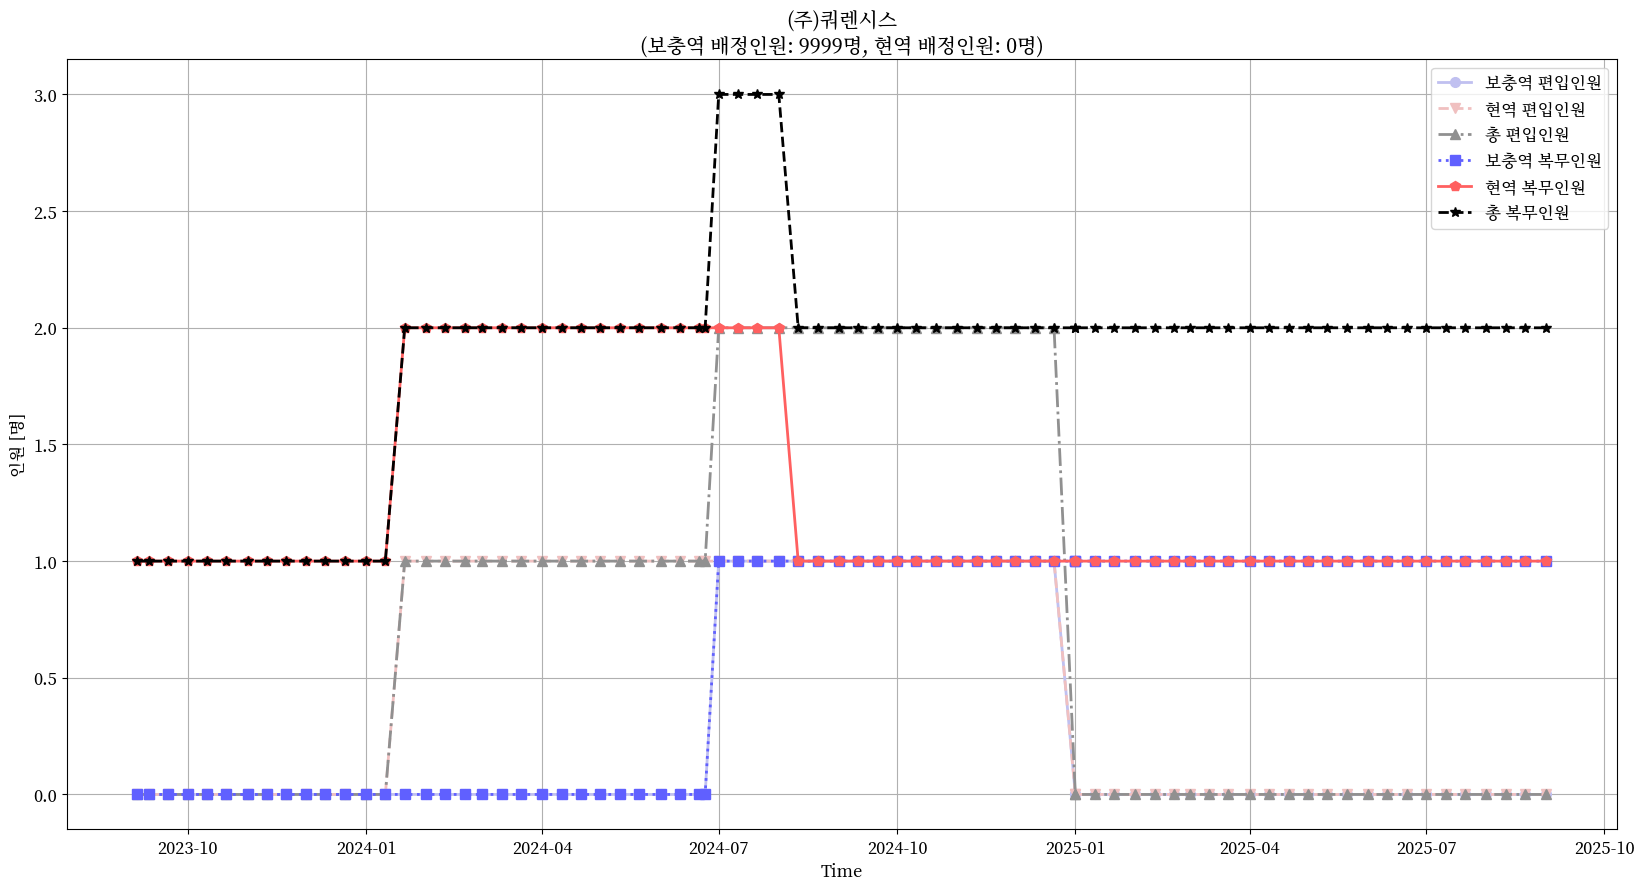 (주)쿼렌시스
(보충역 배정인원: 9999명, 현역 배정인원: 0명)
보충역 편입인원
현역 편입인원
총 편입인원
보충역 복무인원
현역 복무인원
총 복무인원
3.0
2.5
2.0
1.5
1.0
0.5
0.0
인원 [명]
2023-10
2024-01
2024-04
2024-07
2024-10
2025-01
2025-04
2025-07
2025-10
Time